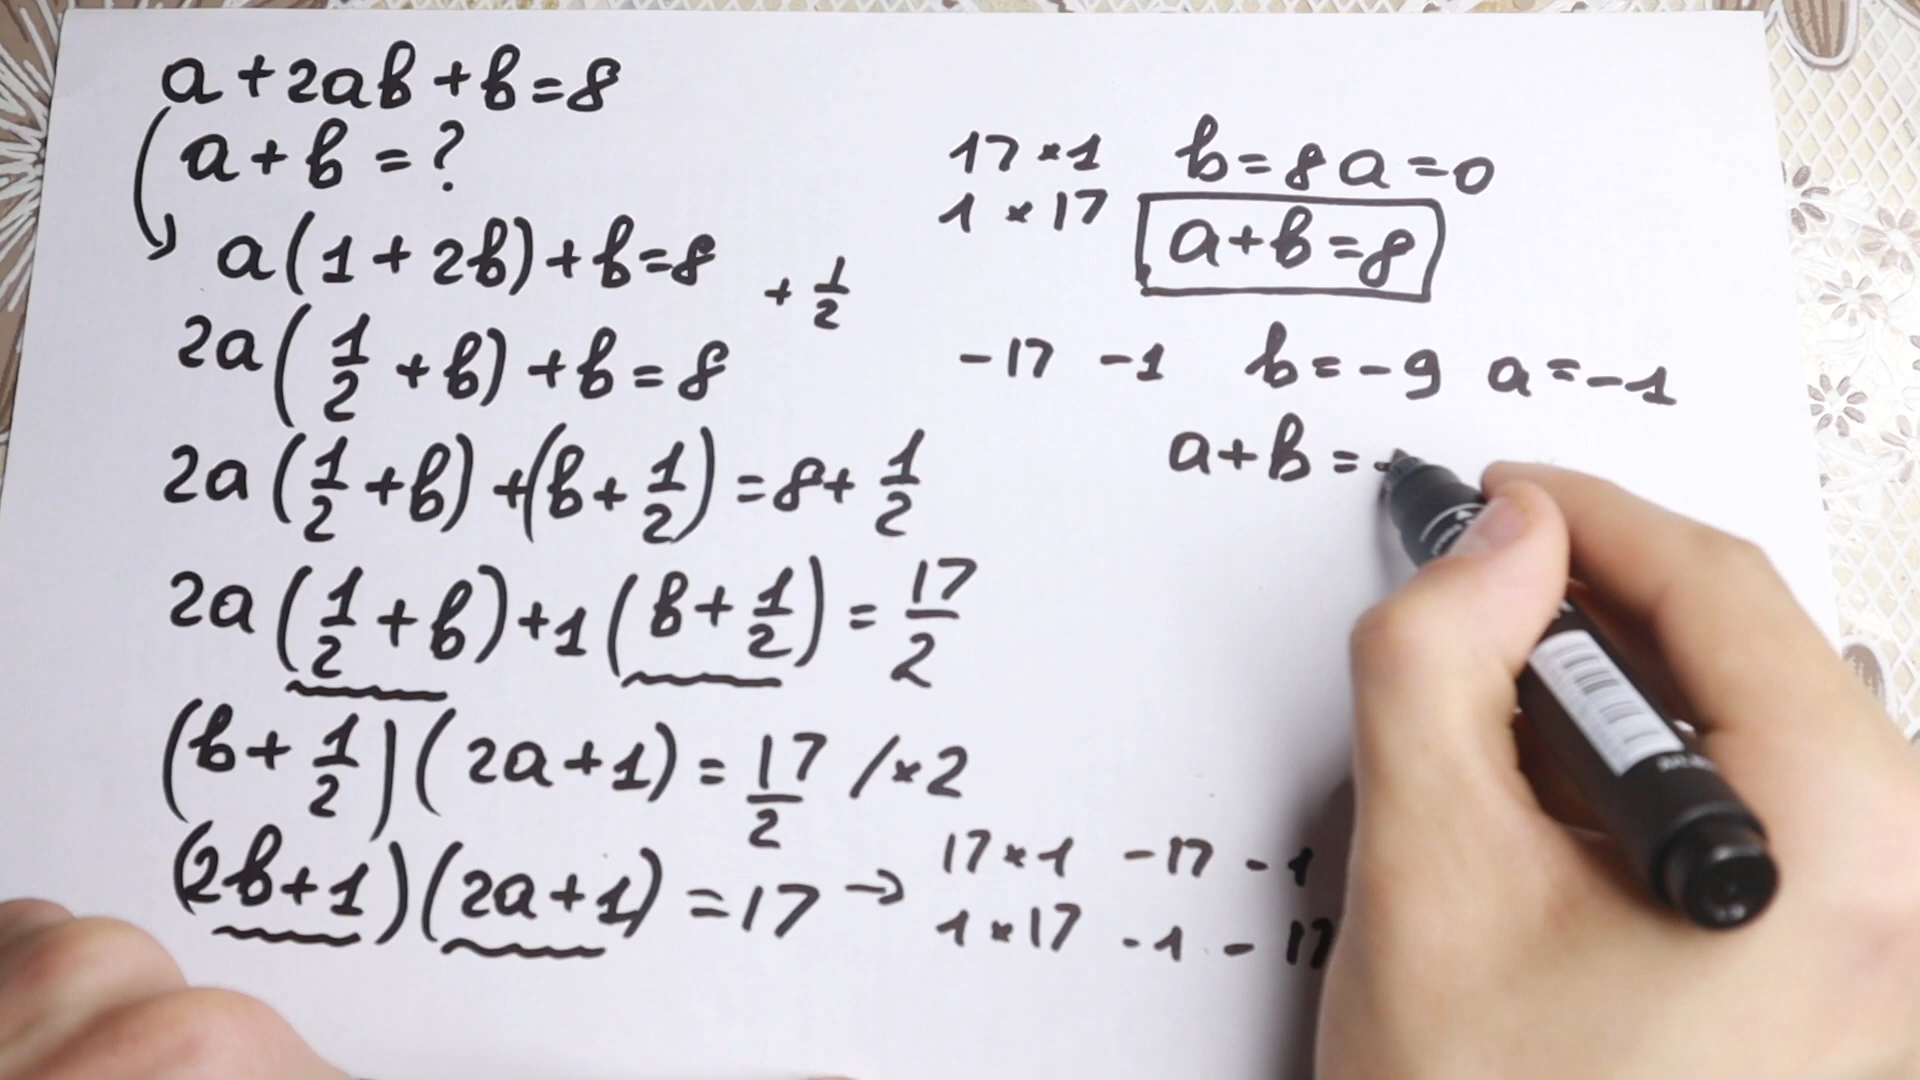 a+2ab+b=8
a+b=?
a(1+2b)+b=8 +1/2
2a(1/2+b)+b=8
2a(1/2+b)+(b+1/2)=8+1/2
2a(1/2+b)+1(b+1/2)=17/2
(b+1/2)(2a+1)=17/2 /×2
(2b+1)(2a+1)=17→
17×1 -17 -1
1×17 -1 -17
17×1 b=8 a=0
1×17 a+b=8
-17 -1 b=-9 a=-1
a+b=-